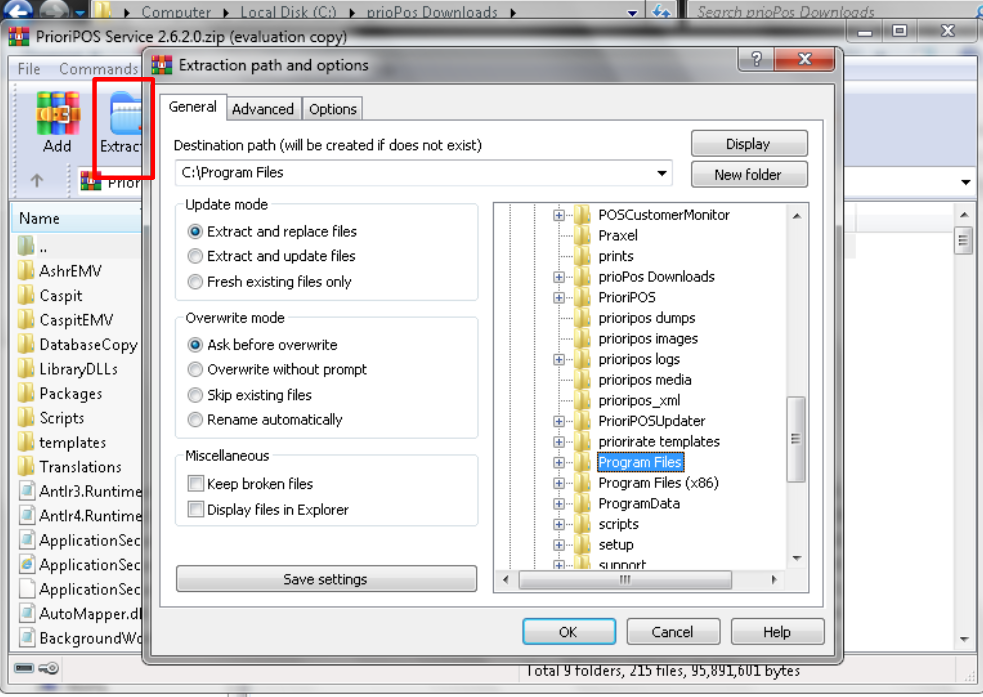 Computer ▸ Local Disk (C:) ▸ prioPos Downloads ▸
Search prioPos Downloads
PrioriPOS Service 2.6.2.0.zip (evaluation copy)
File Commands
Add
Extraction path and options
General Advanced Options
Destination path (will be created if does not exist)
C:\Program Files
Display
New folder
Update mode
Extract and replace files
Extract and update files
Fresh existing files only
Overwrite mode
Ask before overwrite
Overwrite without prompt
Skip existing files
Rename automatically
Miscellaneous
Keep broken files
Display files in Explorer
Save settings
POSCustomerMonitor
Praxel
prints
prioPos Downloads
PrioriPOS
prioripos dumps
prioripos images
prioripos logs
prioripos media
prioripos_xml
PrioriPOSUpdater
priorirate templates
Program Files
Program Files (x86)
ProgramData
scripts
setup
support
OK Cancel Help
Name
..
AshrEMV
Caspit
CaspitEMV
DatabaseCopy
LibraryDLLs
Packages
Scripts
templates
Translations
Antlr3.Runtime
Antlr4.Runtime
ApplicationSec
ApplicationSec
ApplicationSec
AutoMapper.dl
BackgroundWo
Total 9 folders, 215 files, 95,891,601 bytes